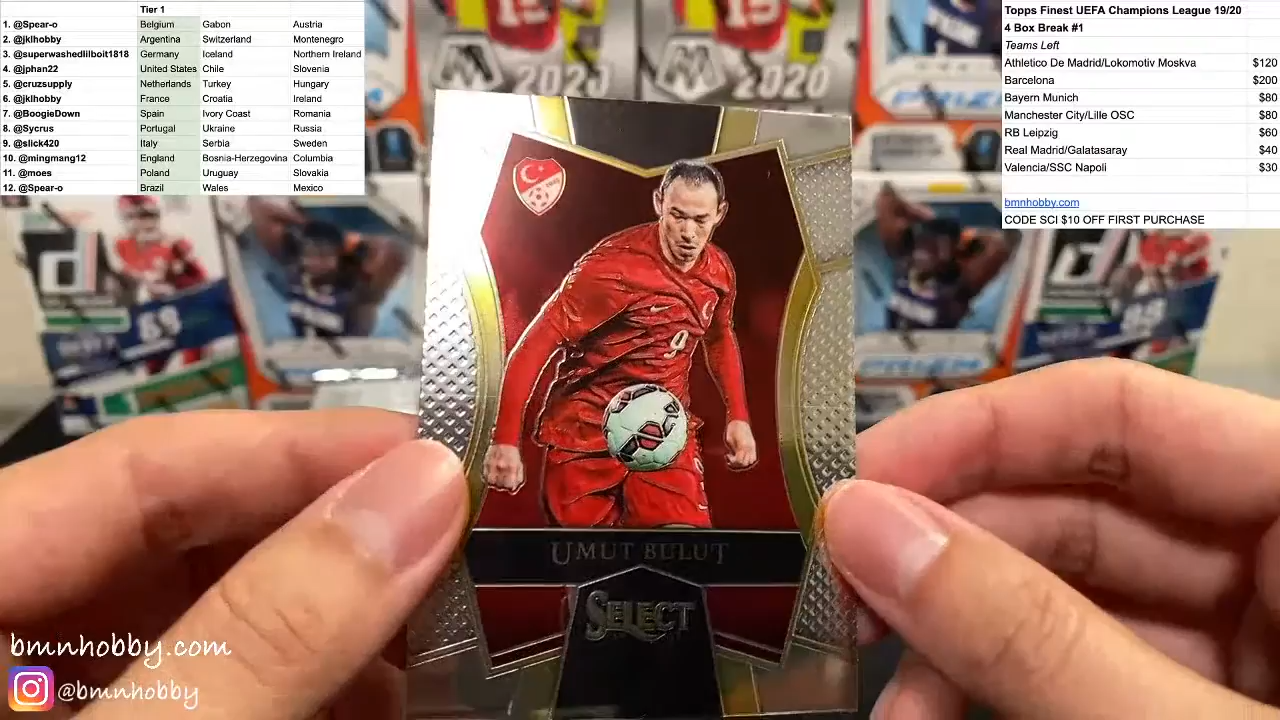 Tier 1
1. @Spear-o Belgium Gabon Austria
2. @jklhobby Argentina Switzerland Montenegro
3. @superwashedlilboit1818 Germany Iceland Northern Ireland
4. @jphan22 United States Chile Slovenia
5. @cruzsupply Netherlands Turkey Hungary
6. @jklhobby France Croatia Ireland
7. @BoogieDown Spain Ivory Coast Romania
8. @Sycrus Portugal Ukraine Russia
9. @slick420 Italy Serbia Sweden
10. @mingmang12 England Bosnia-Herzegovina Columbia
11. @moes Poland Uruguay Slovakia
12. @Spear-o Brazil Wales Mexico
Topps Finest UEFA Champions League 19/20
4 Box Break #1
Teams Left
Athletico De Madrid/Lokomotiv Moskva $120
Barcelona $200
Bayern Munich $80
Manchester City/Lille OSC $80
RB Leipzig $60
Real Madrid/Galatasaray $40
Valencia/SSC Napoli $30
bmnhobby.com
CODE SCI $10 OFF FIRST PURCHASE
2020
2020
PRIZM
PRIZM
9
UMUT BULUT
SELECT
bmnhobby.com
@bmnhobby